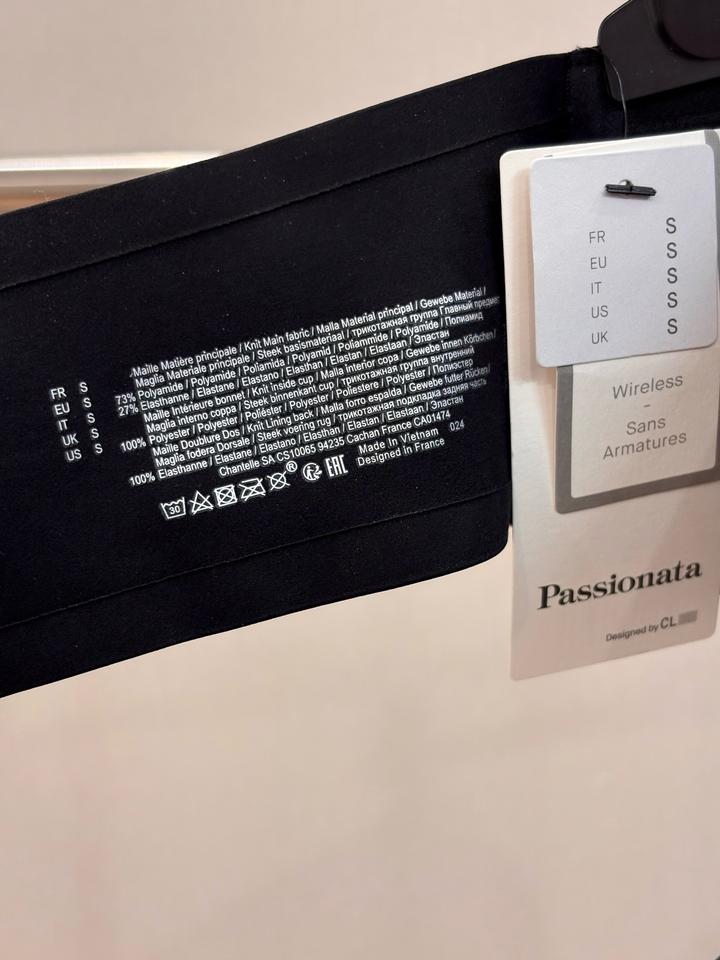 FR S
EU S
IT S
UK S
US S
Maille Matière principale / Knit Main fabric / Malla Material principal / Gewebe Material /
Maglia Materiale principale / Steek basismateriaal / трикотажная группа Главный предмет
73% Polyamide / Polyamide / Poliamida / Polyamid / Poliammide / Polyamide / Полиамид
27% Elasthanne / Elastane / Elastano / Elasthan / Elastan / Elastaan / Эластан
Maille Intérieure bonnet / Knit inside cup / Malla interior copa / Gewebe innen Körbchen /
Maglia interno coppa / Steek binnenkant cup / трикотажная группа внутренний
100% Polyester / Polyester / Poliéster / Polyester / Poliestere / Polyester / Полиэстер
Maille Doublure Dos / Knit Lining back / Malla forro espalda / Gewebe futter Rücken /
Maglia fodera Dorsale / Steek voering rug / трикотажная подкладка задняя часть
100% Elasthanne / Elastane / Elastano / Elasthan / Elastan / Elastaan / Эластан
Chantelle SA CS10065 94235 Cachan France CA01474
Made In Vietnam 024
Designed in France
30
® EAC
FR S
EU S
IT S
US S
UK S
Wireless
-
Sans
Armatures
Passionata
Designed by CL